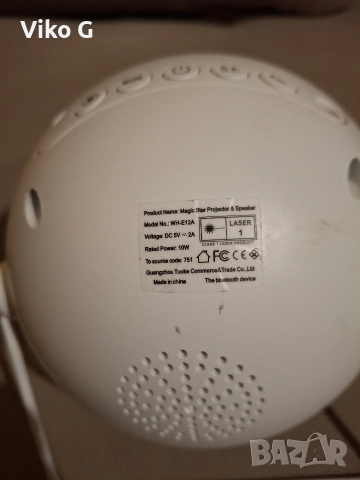 Viko G
Product Name: Magic Star Projector & Speaker
Model No.: WH-E12A
Voltage: DC 5V ⎓ 2A
Rated Power: 10W
To source code: 751
Guangzhou Tuoke Commerce&Trade Co.,Ltd
Made in china The bluetooth device
LASER
1
CLASS 1 LASER PRODUCT
FC CE
BAZAR
bg